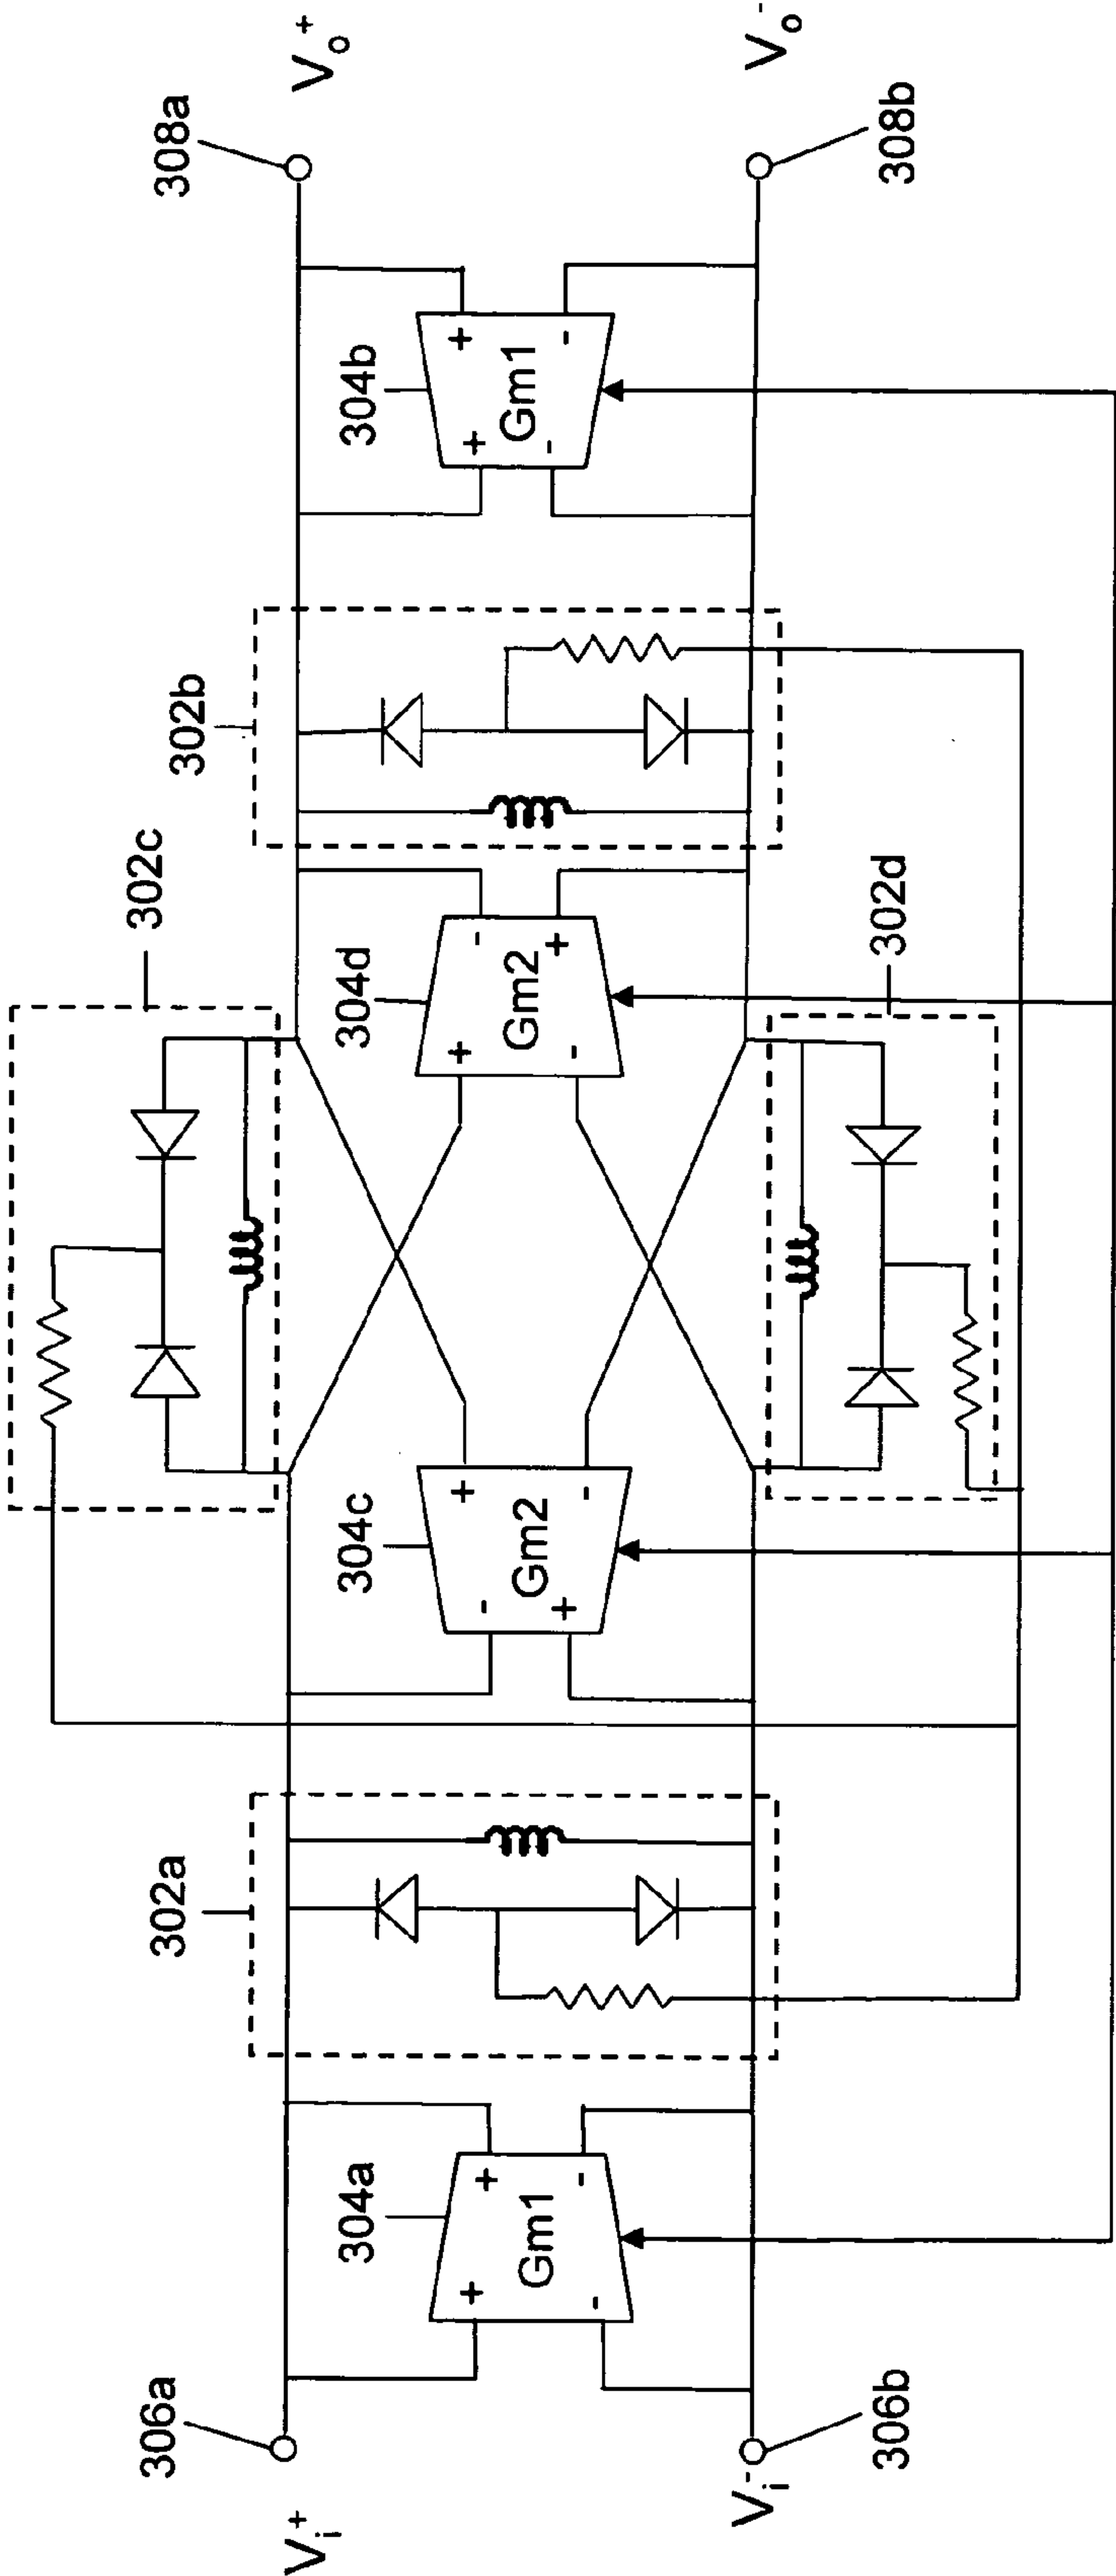 302c
302a
302b
308a
306a
V_o^+
V_i^+
304a
304c
304d
304b
+ + - + + - + +
Gm1
Gm2
Gm2
Gm1
- - + - - + - -
306b
V_i^-
302d
308b
V_o^-